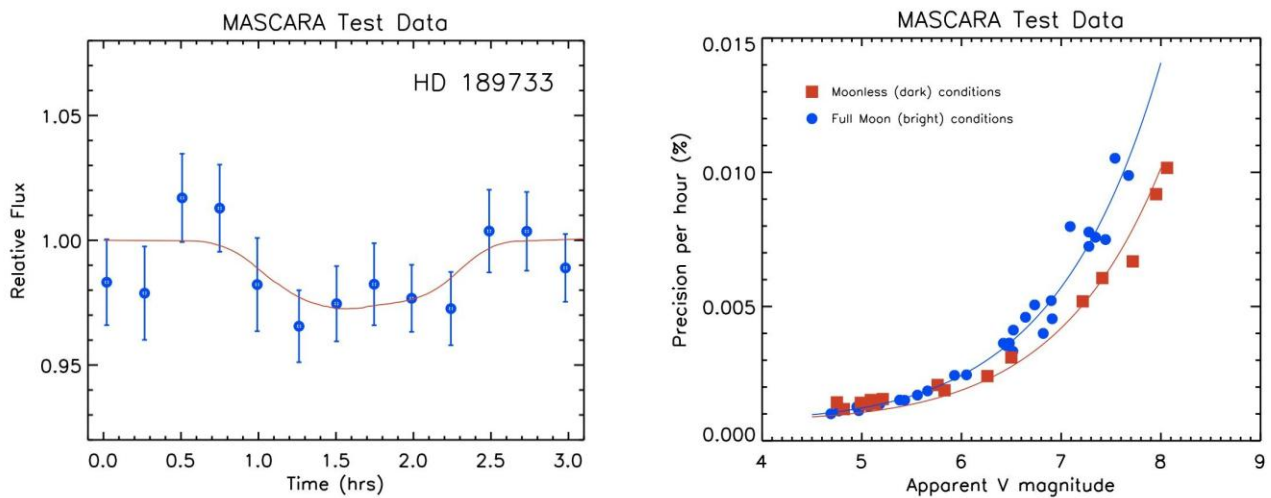 MASCARA Test Data
HD 189733
1.05
1.00
0.95
Relative Flux
0.0 0.5 1.0 1.5 2.0 2.5 3.0
Time (hrs)
MASCARA Test Data
0.015
0.010
0.005
0.000
Precision per hour (%)
Moonless (dark) conditions
Full Moon (bright) conditions
4 5 6 7 8 9
Apparent V magnitude